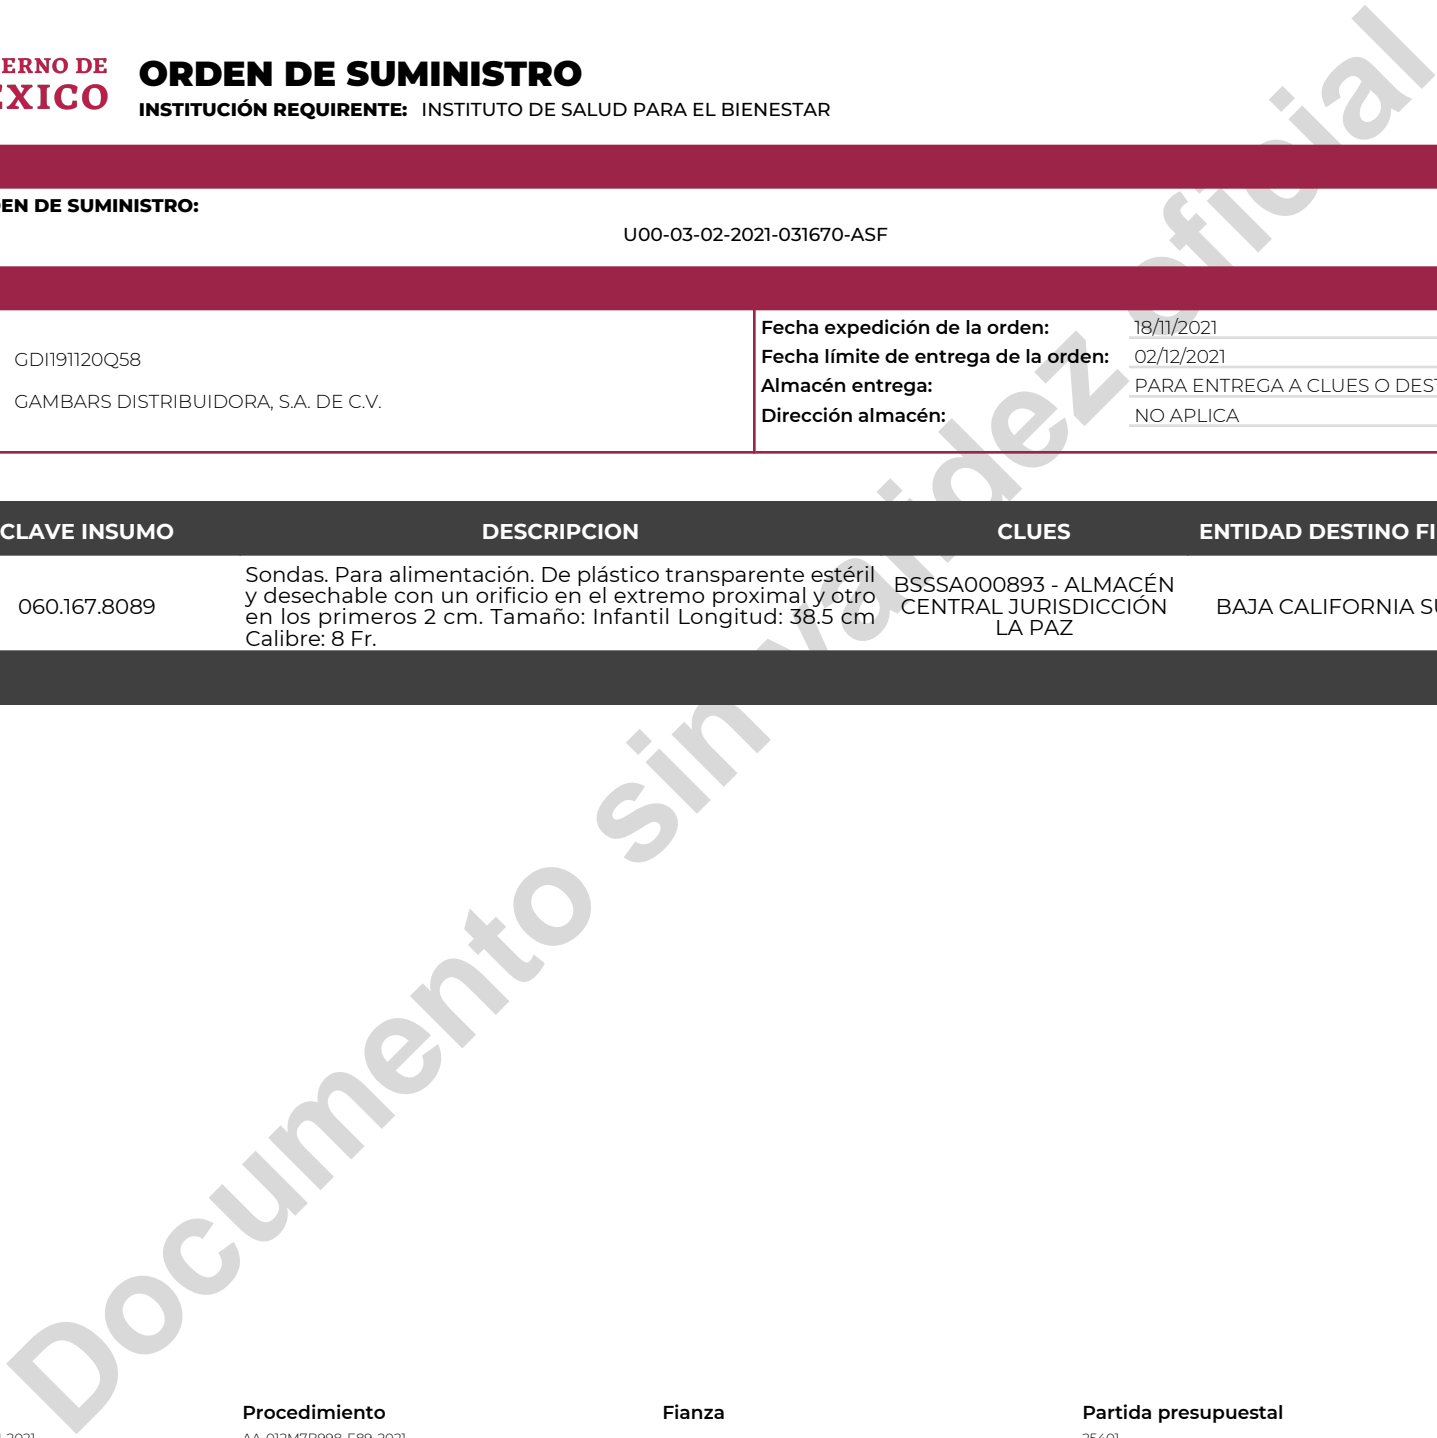 ERNO DE
ORDEN DE SUMINISTRO
EXICO
INSTITUCIÓN REQUIRENTE: INSTITUTO DE SALUD PARA EL BIENESTAR
EN DE SUMINISTRO:
U00-03-02-2021-031670-ASF
GDI191120Q58
GAMBARS DISTRIBUIDORA, S.A. DE C.V.
Fecha expedición de la orden: 18/11/2021
Fecha límite de entrega de la orden: 02/12/2021
Almacén entrega: PARA ENTREGA A CLUES O DEST
Dirección almacén: NO APLICA
CLAVE INSUMO DESCRIPCION CLUES ENTIDAD DESTINO FI
060.167.8089
Sondas. Para alimentación. De plástico transparente estéril
y desechable con un orificio en el extremo proximal y otro
en los primeros 2 cm. Tamaño: Infantil Longitud: 38.5 cm
Calibre: 8 Fr.
BSSSA000893 - ALMACÉN
CENTRAL JURISDICCIÓN
LA PAZ
BAJA CALIFORNIA SU
Documento sin validez oficial
Procedimiento Fianza Partida presupuestal